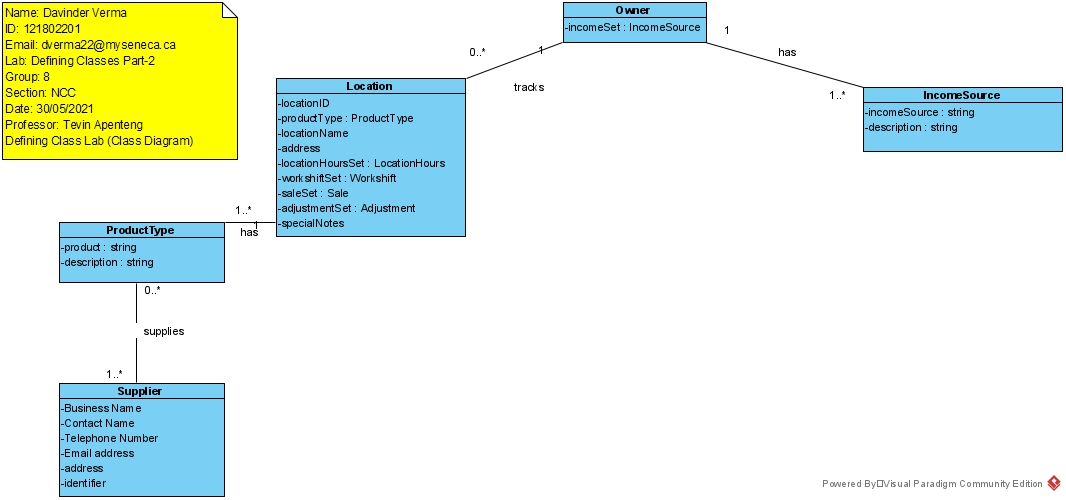 Name: Davinder Verma
ID: 121802201
Email: dverma22@myseneca.ca
Lab: Defining Classes Part-2
Group: 8
Section: NCC
Date: 30/05/2021
Professor: Tevin Apenteng
Defining Class Lab (Class Diagram)
Owner
-incomeSet : IncomeSource
0..*
1
tracks
1
has
1..*
IncomeSource
-incomeSource : string
-description : string
Location
-locationID
-productType : ProductType
-locationName
-address
-locationHoursSet : LocationHours
-workshiftSet : Workshift
-saleSet : Sale
-adjustmentSet : Adjustment
-specialNotes
1..*
1
has
ProductType
-product : string
-description : string
0..*
supplies
1..*
Supplier
-Business Name
-Contact Name
-Telephone Number
-Email address
-address
-identifier
Powered By Visual Paradigm Community Edition